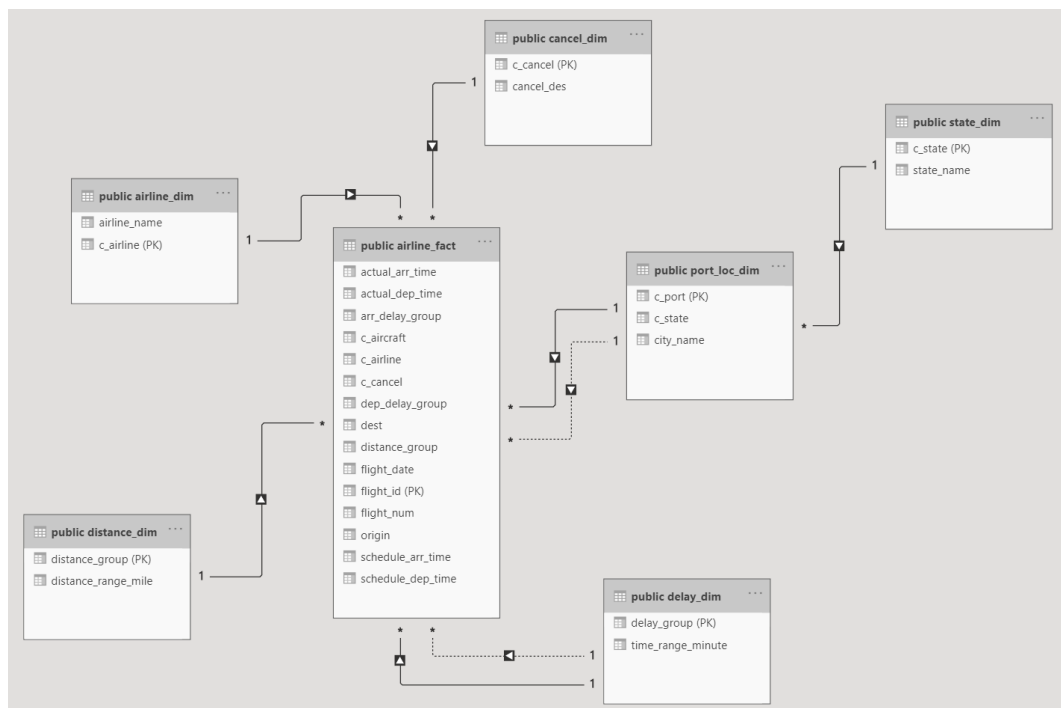 public cancel_dim ...
c_cancel (PK)
cancel_des
1
public state_dim ...
c_state (PK)
state_name
1
public airline_dim ...
airline_name
c_airline (PK)
1
*
*
public airline_fact ...
actual_arr_time
actual_dep_time
arr_delay_group
c_aircraft
c_airline
c_cancel
dep_delay_group
dest
distance_group
flight_date
flight_id (PK)
flight_num
origin
schedule_arr_time
schedule_dep_time
public port_loc_dim ...
c_port (PK)
c_state
city_name
1
1
*
*
*
*
public distance_dim ...
distance_group (PK)
distance_range_mile
1
public delay_dim ...
delay_group (PK)
time_range_minute
*
*
1
1